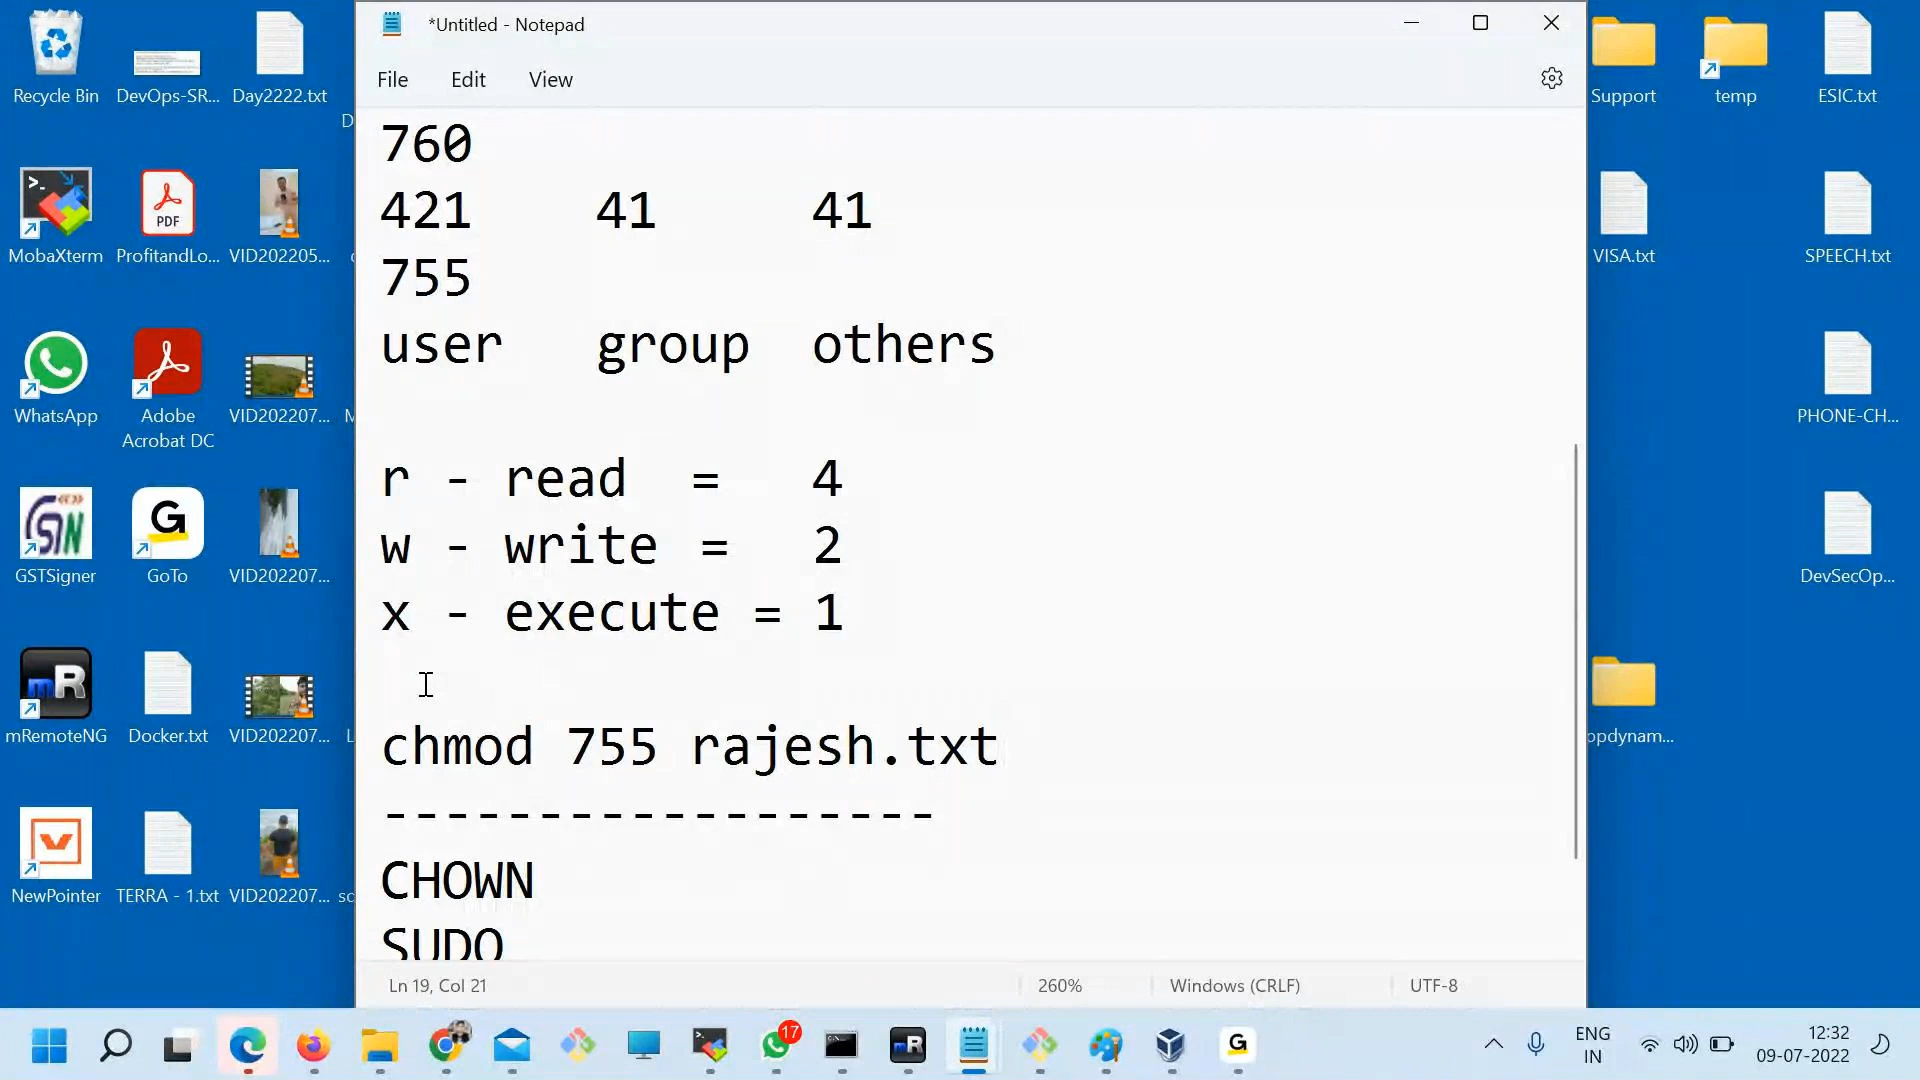 *Untitled - Notepad
File Edit View
760
421 41 41
755
user group others
r - read = 4
w - write = 2
x - execute = 1
chmod 755 rajesh.txt
------------------
CHOWN
SUDO
Ln 19, Col 21
260%
Windows (CRLF)
UTF-8
Recycle Bin
DevOps-SR...
Day2222.txt
MobaXterm
PDF
ProfitandLo...
VID202205...
WhatsApp
Adobe Acrobat DC
VID202207...
GSTSigner
GoTo
VID202207...
mRemoteNG
Docker.txt
VID202207...
NewPointer
TERRA - 1.txt
VID202207...
Support
temp
ESIC.txt
VISA.txt
SPEECH.txt
PHONE-CH...
DevSecOp...
opdynam...
17
ENG
IN
12:32
09-07-2022